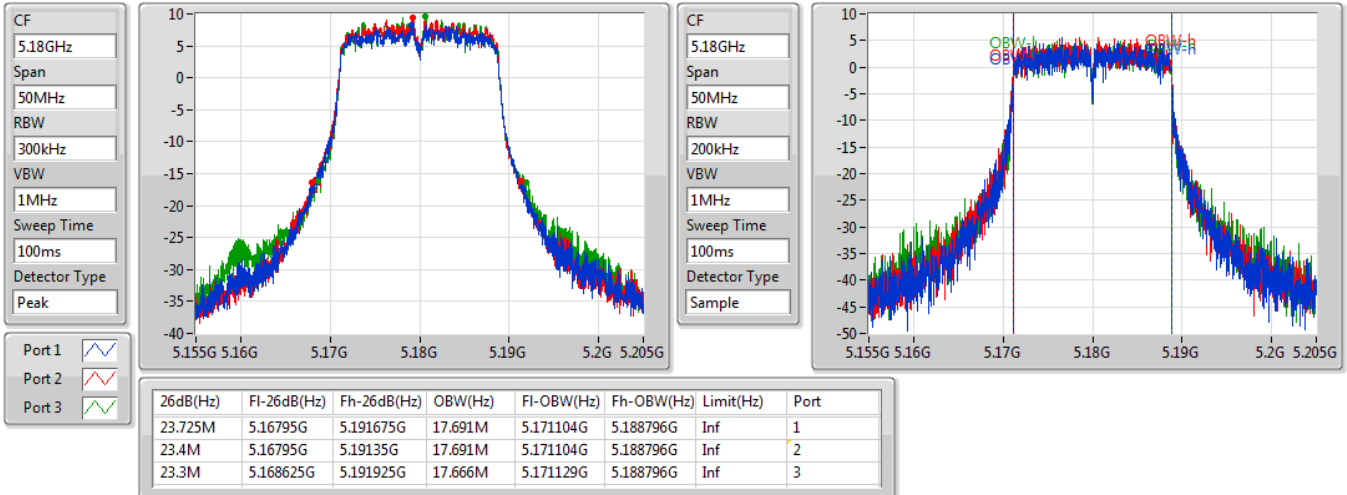 CF
5.18GHz
Span
50MHz
RBW
300kHz
VBW
1MHz
Sweep Time
100ms
Detector Type
Peak
10
5
0
-5
-10
-15
-20
-25
-30
-35
-40
5.155G 5.16G 5.17G 5.18G 5.19G 5.2G 5.205G
CF
5.18GHz
Span
50MHz
RBW
200kHz
VBW
1MHz
Sweep Time
100ms
Detector Type
Sample
10
5
0
-5
-10
-15
-20
-25
-30
-35
-40
-45
-50
OBW-h
5.155G 5.16G 5.17G 5.18G 5.19G 5.2G 5.205G
Port 1
Port 2
Port 3
26dB(Hz) Fl-26dB(Hz) Fh-26dB(Hz) OBW(Hz) Fl-OBW(Hz) Fh-OBW(Hz) Limit(Hz) Port
23.725M 5.16795G 5.191675G 17.691M 5.171104G 5.188796G Inf 1
23.4M 5.16795G 5.19135G 17.691M 5.171104G 5.188796G Inf 2
23.3M 5.168625G 5.191925G 17.666M 5.171129G 5.188796G Inf 3